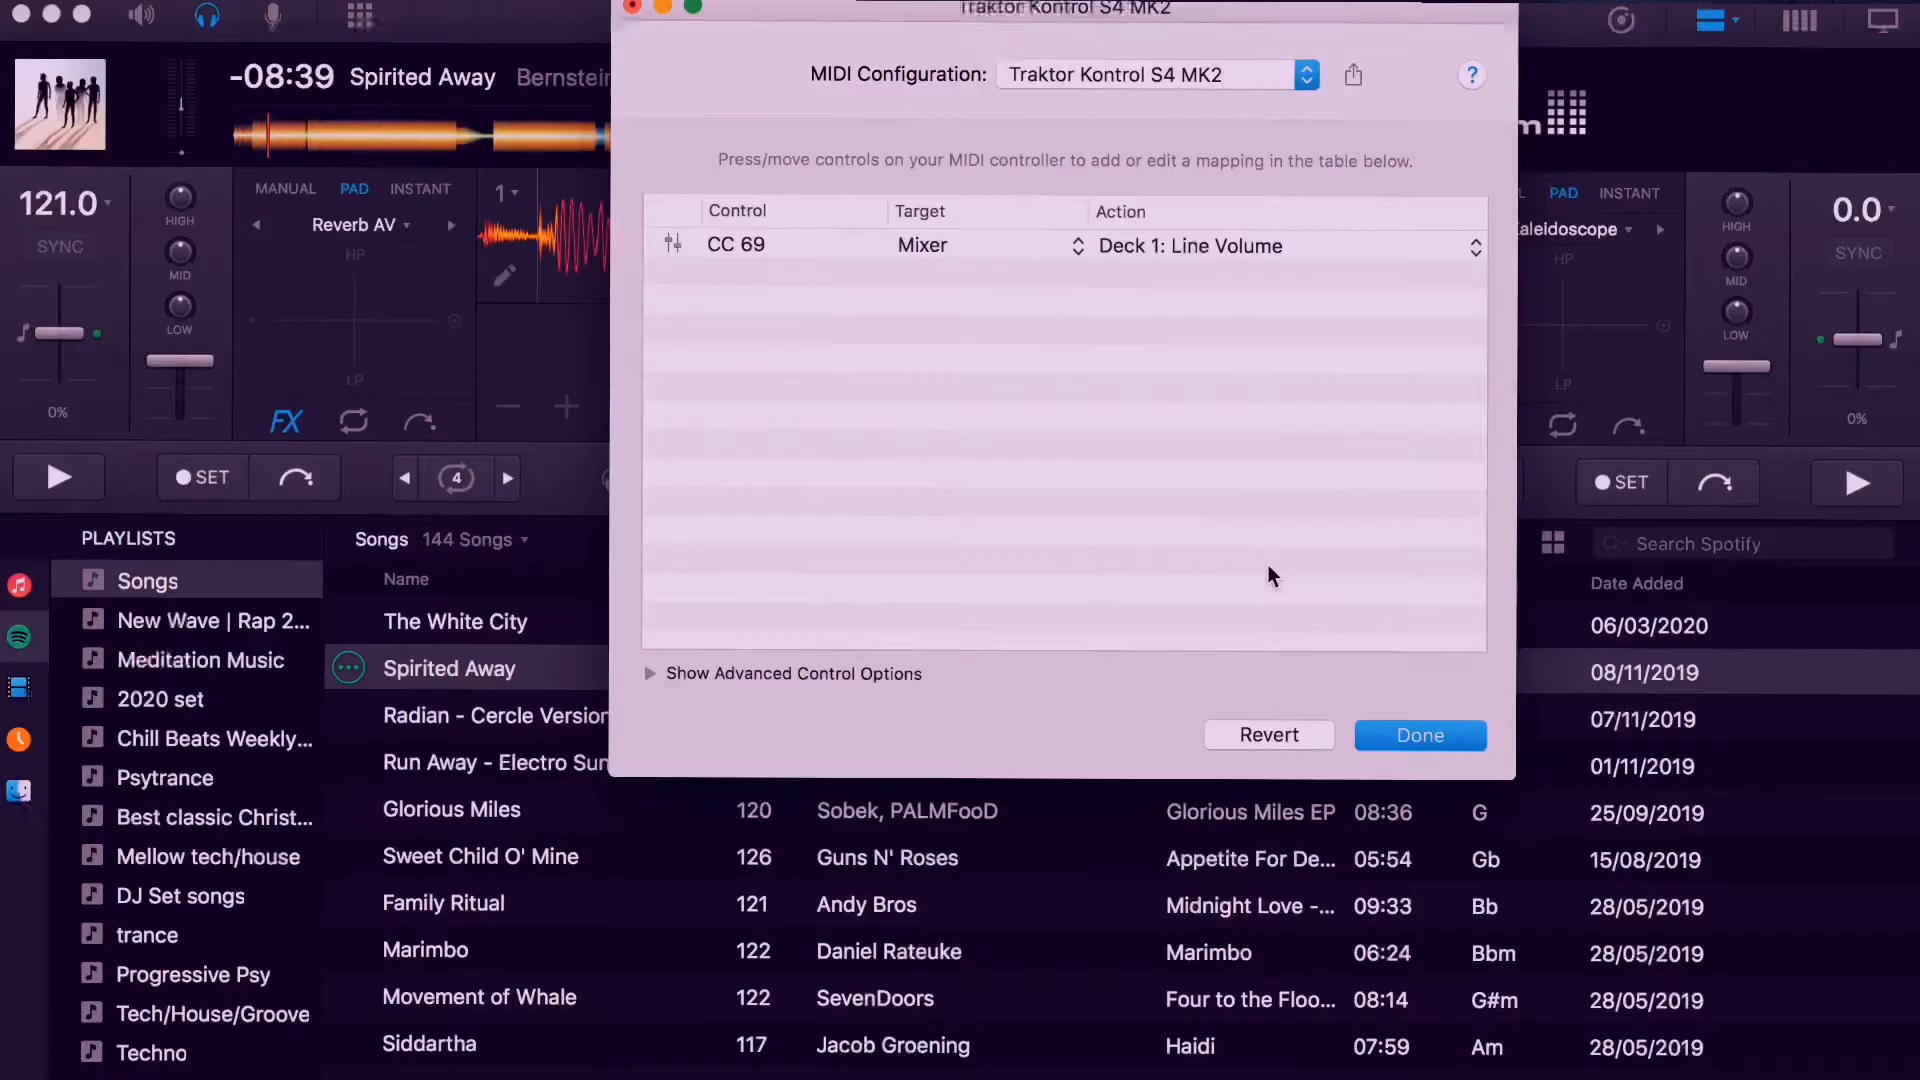 Traktor Kontrol S4 MK2
MIDI Configuration: Traktor Kontrol S4 MK2
?
Press/move controls on your MIDI controller to add or edit a mapping in the table below.
Control Target Action
CC 69 Mixer Deck 1: Line Volume
Show Advanced Control Options
Revert Done
-08:39 Spirited Away Bernstein
121.0
SYNC
0%
HIGH
MID
LOW
MANUAL PAD INSTANT
Reverb AV
HP
LP
FX
1
SET
4
PAD INSTANT
Kaleidoscope
HP
LP
HIGH
MID
LOW
0.0
SYNC
0%
SET
PLAYLISTS
Songs
New Wave | Rap 2...
Meditation Music
2020 set
Chill Beats Weekly...
Psytrance
Best classic Christ...
Mellow tech/house
DJ Set songs
trance
Progressive Psy
Tech/House/Groove
Techno
Songs 144 Songs
Search Spotify
Name Date Added
The White City 06/03/2020
Spirited Away 08/11/2019
Radian - Cercle Version 07/11/2019
Run Away - Electro Sun 01/11/2019
Glorious Miles 120 Sobek, PALMFooD Glorious Miles EP 08:36 G 25/09/2019
Sweet Child O' Mine 126 Guns N' Roses Appetite For De... 05:54 Gb 15/08/2019
Family Ritual 121 Andy Bros Midnight Love -... 09:33 Bb 28/05/2019
Marimbo 122 Daniel Rateuke Marimbo 06:24 Bbm 28/05/2019
Movement of Whale 122 SevenDoors Four to the Floo... 08:14 G#m 28/05/2019
Siddartha 117 Jacob Groening Haidi 07:59 Am 28/05/2019